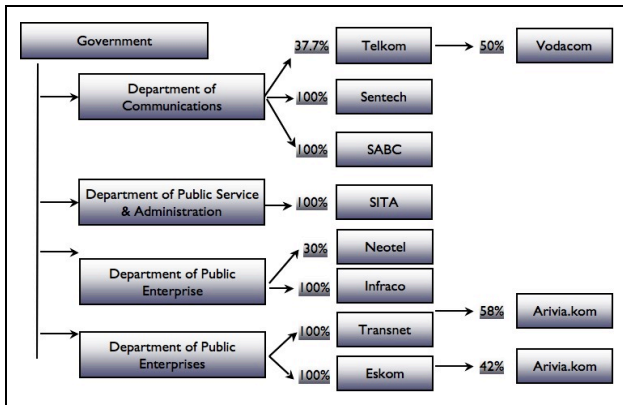 Government
37.7%
Telkom
50%
Vodacom
Department of
Communications
100%
Sentech
100%
SABC
Department of Public Service
& Administration
100%
SITA
30%
Neotel
Department of Public
Enterprise
100%
Infraco
58%
Arivia.kom
100%
Transnet
Department of Public
Enterprises
100%
Eskom
42%
Arivia.kom